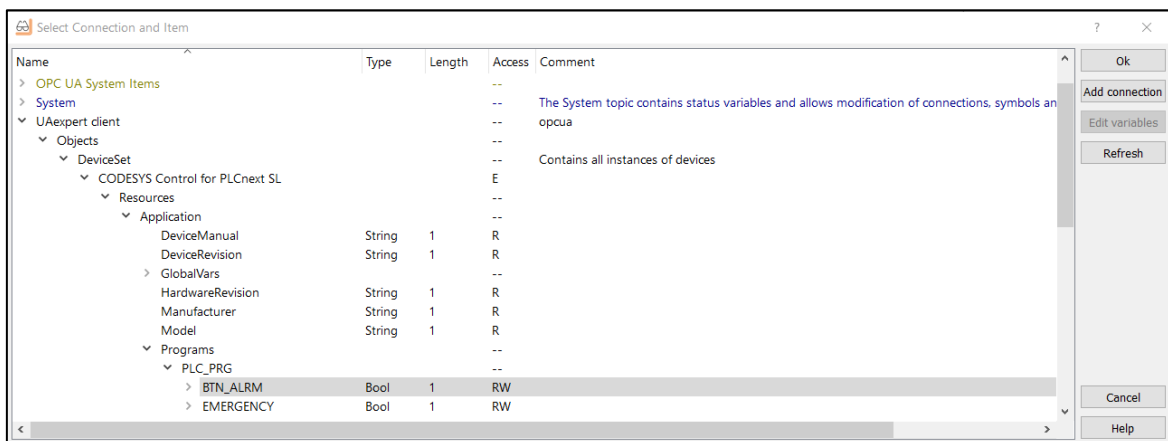 Select Connection and Item ?
Name Type Length Access Comment Ok
OPC UA System Items --
System -- The System topic contains status variables and allows modification of connections, symbols an Add connection
UAexpert client -- opcua Edit variables
Objects --
DeviceSet -- Contains all instances of devices Refresh
CODESYS Control for PLCnext SL E
Resources --
Application --
DeviceManual String 1 R
DeviceRevision String 1 R
GlobalVars --
HardwareRevision String 1 R
Manufacturer String 1 R
Model String 1 R
Programs --
PLC_PRG --
BTN_ALRM Bool 1 RW
EMERGENCY Bool 1 RW
Cancel
Help